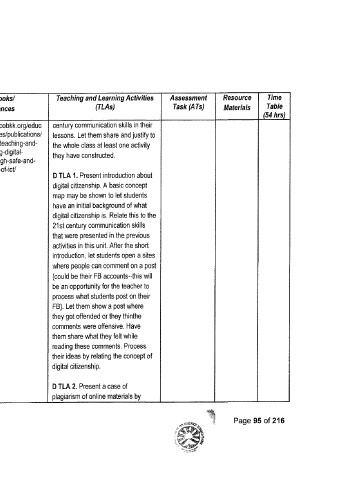 ooks/
nces
Teaching and Learning Activities
(TLAs)
Assessment
Task (ATs)
Resource
Materials
Time
Table
(54 hrs)
cobkk.org/educ
es/publications/
teaching-and-
g-digital-
gh-safe-and-
-of-ict/
century communication skills in their
lessons. Let them share and justify to
the whole class at least one activity
they have constructed.
D TLA 1. Present introduction about
digital citizenship. A basic concept
map may be shown to let students
have an initial background of what
digital citizenship is. Relate this to the
21st century communication skills
that were presented in the previous
activities in this unit. After the short
introduction, let students open a sites
where people can comment on a post
(could be their FB accounts--this will
be an opportunity for the teacher to
process what students post on their
FB). Let them show a post where
they got offended or they thinthe
comments were offensive. Have
them share what they felt while
reading these comments. Process
their ideas by relating the concept of
digital citizenship.
D TLA 2. Present a case of
plagiarism of online materials by
Page 95 of 216